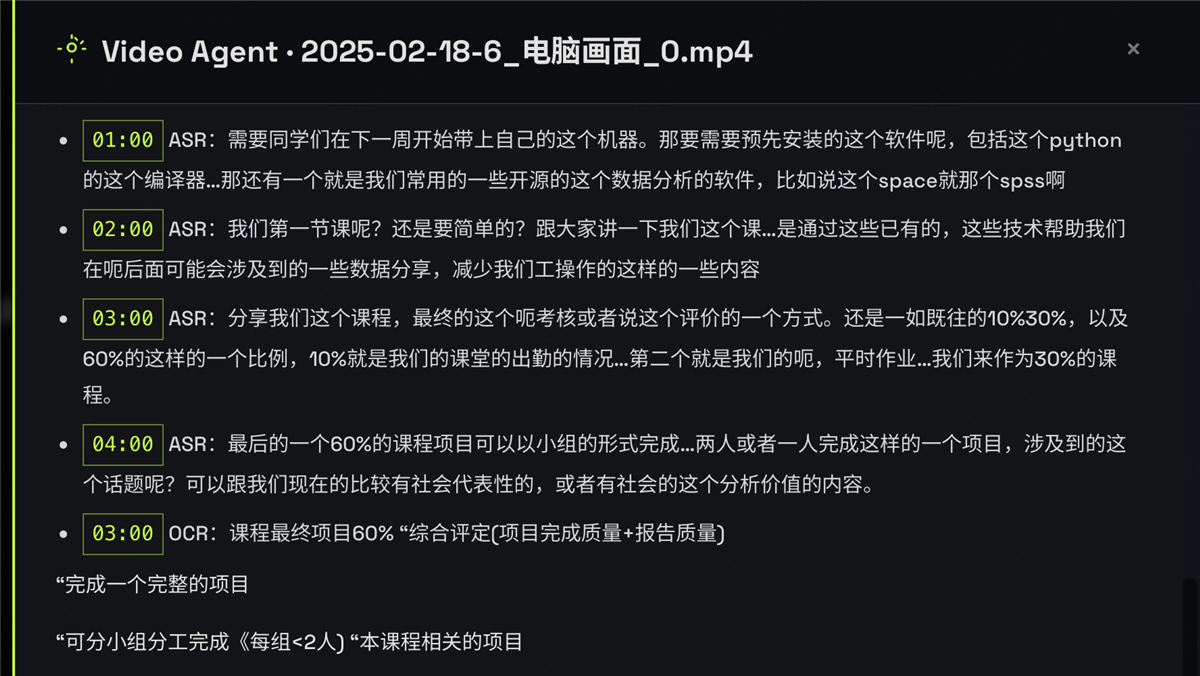 Video Agent · 2025-02-18-6_电脑画面_0.mp4 ×
• 01:00 ASR：需要同学们在下一周开始带上自己的这个机器。那要需要预先安装的这个软件呢，包括这个python
的这个编译器...那还有一个就是我们常用的一些开源的这个数据分析的软件，比如说这个space就那个spss啊
• 02:00 ASR：我们第一节课呢？还是要简单的？跟大家讲一下我们这个课...是通过这些已有的，这些技术帮助我们
在呃后面可能会涉及到的一些数据分享，减少我们工操作的这样的一些内容
• 03:00 ASR：分享我们这个课程，最终的这个呃考核或者说这个评价的一个方式。还是一如既往的10%30%，以及
60%的这样的一个比例，10%就是我们的课堂的出勤的情况...第二个就是我们的呃，平时作业...我们来作为30%的课
程。
• 04:00 ASR：最后的一个60%的课程项目可以以小组的形式完成...两人或者一人完成这样的一个项目，涉及到的这
个话题呢？可以跟我们现在的比较有社会代表性的，或者有社会的这个分析价值的内容。
• 03:00 OCR：课程最终项目60% “综合评定(项目完成质量+报告质量)
“完成一个完整的项目
“可分小组分工完成《每组<2人) “本课程相关的项目